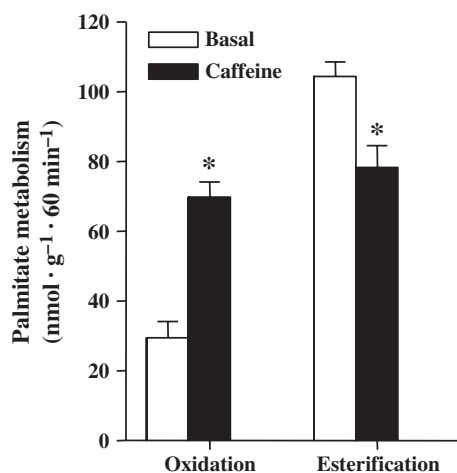 Palmitate metabolism
(nmol · g⁻¹ · 60 min⁻¹)
120
100
80
60
40
20
0
Basal
Caffeine
*
*
Oxidation
Esterification